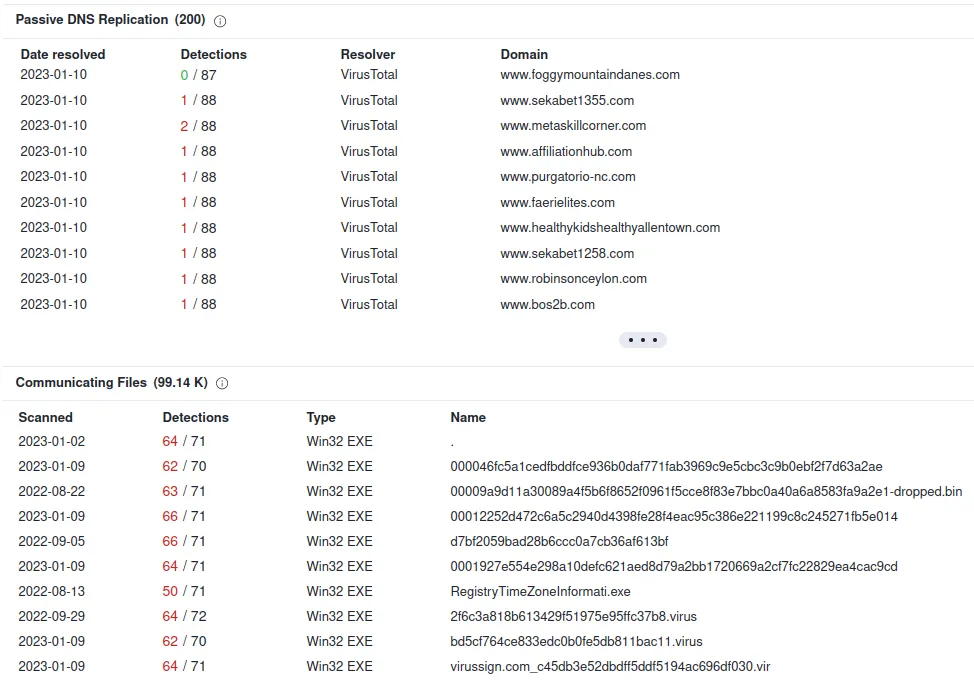 Passive DNS Replication (200)
Date resolved Detections Resolver Domain
2023-01-10 0 / 87 VirusTotal www.foggymountaindanes.com
2023-01-10 1 / 88 VirusTotal www.sekabet1355.com
2023-01-10 2 / 88 VirusTotal www.metaskillcorner.com
2023-01-10 1 / 88 VirusTotal www.affiliationhub.com
2023-01-10 1 / 88 VirusTotal www.purgatorio-nc.com
2023-01-10 1 / 88 VirusTotal www.faerielites.com
2023-01-10 1 / 88 VirusTotal www.healthykidshealthyallentown.com
2023-01-10 1 / 88 VirusTotal www.sekabet1258.com
2023-01-10 1 / 88 VirusTotal www.robinsonceylon.com
2023-01-10 1 / 88 VirusTotal www.bos2b.com
Communicating Files (99.14 K)
Scanned Detections Type Name
2023-01-02 64 / 71 Win32 EXE .
2023-01-09 62 / 70 Win32 EXE 000046fc5a1cedfbddfce936b0daf771fab3969c9e5cbc3c9b0ebf2f7d63a2ae
2022-08-22 63 / 71 Win32 EXE 00009a9d11a30089a4f5b6f8652f0961f5cce8f83e7bbc0a40a6a8583fa9a2e1-dropped.bin
2023-01-09 66 / 71 Win32 EXE 00012252d472c6a5c2940d4398fe28f4eac95c386e221199c8c245271fb5e014
2022-09-05 66 / 71 Win32 EXE d7bf2059bad28b6ccc0a7cb36af613bf
2023-01-09 64 / 71 Win32 EXE 0001927e554e298a10defc621aed8d79a2bb1720669a2cf7fc22829ea4cac9cd
2022-08-13 50 / 71 Win32 EXE RegistryTimeZoneInformati.exe
2022-09-29 64 / 72 Win32 EXE 2f6c3a818b613429f51975e95ffc37b8.virus
2023-01-09 62 / 70 Win32 EXE bd5cf764ce833edc0b0fe5db811bac11.virus
2023-01-09 64 / 71 Win32 EXE virussign.com_c45db3e52dbdff5ddf5194ac696df030.vir